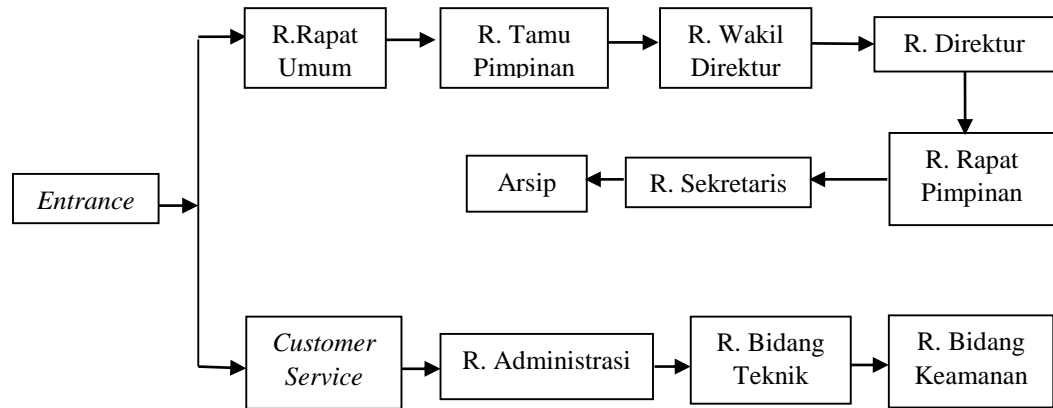 R.Rapat
Umum
R. Tamu
Pimpinan
R. Wakil
Direktur
R. Direktur
Entrance
Arsip
R. Sekretaris
R. Rapat
Pimpinan
Customer
Service
R. Administrasi
R. Bidang
Teknik
R. Bidang
Keamanan